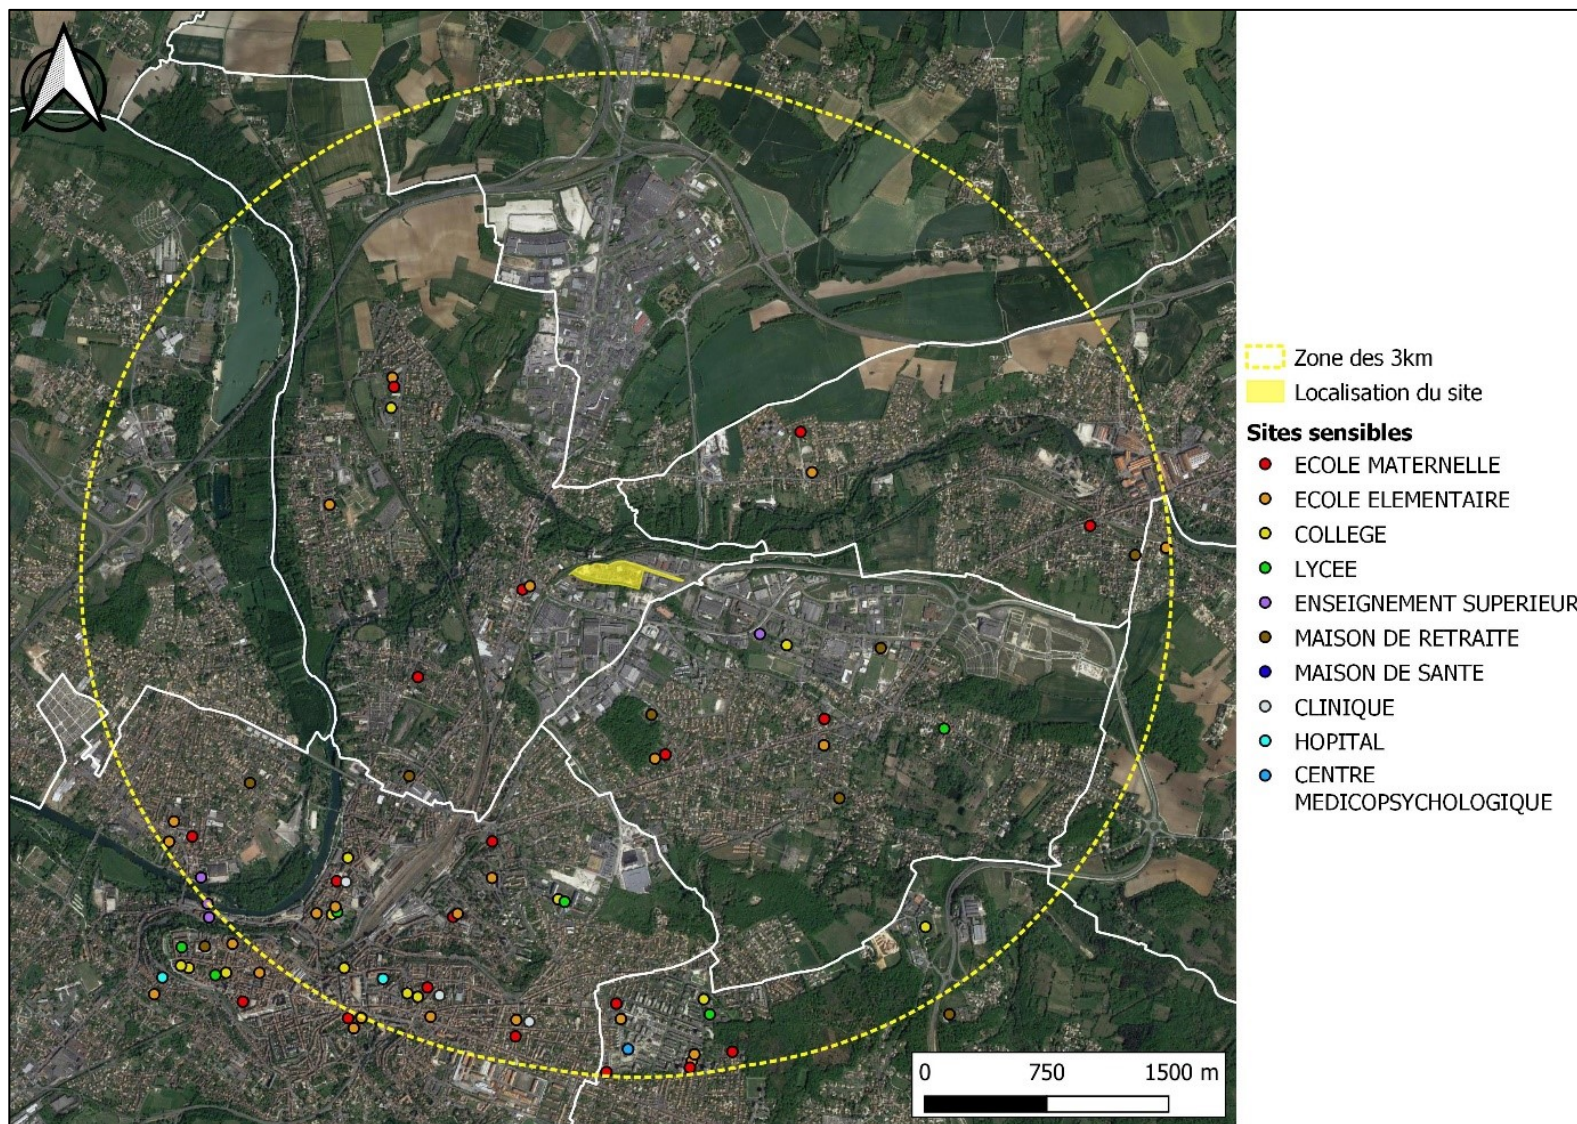 Zone des 3km
Localisation du site
Sites sensibles
ECOLE MATERNELLE
ECOLE ELEMENTAIRE
COLLEGE
LYCEE
ENSEIGNEMENT SUPERIEUR
MAISON DE RETRAITE
MAISON DE SANTE
CLINIQUE
HOPITAL
CENTRE
MEDICOPSYCHOLOGIQUE
0 750 1500 m